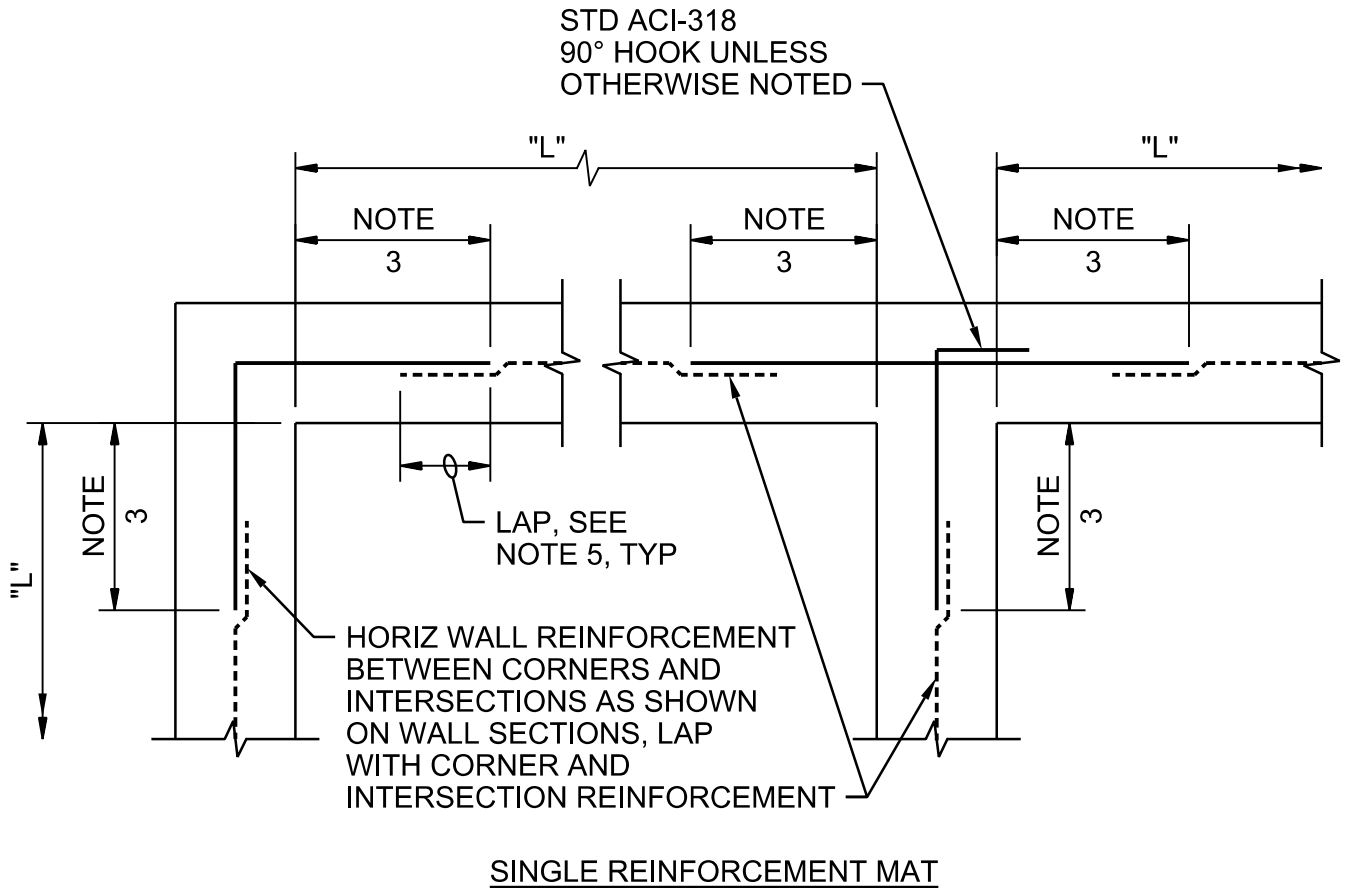 STD ACI-318
90° HOOK UNLESS
OTHERWISE NOTED
"L"
"L"
NOTE
3
NOTE
3
NOTE
3
NOTE
3
"L"
NOTE
3
LAP, SEE
NOTE 5, TYP
HORIZ WALL REINFORCEMENT
BETWEEN CORNERS AND
INTERSECTIONS AS SHOWN
ON WALL SECTIONS, LAP
WITH CORNER AND
INTERSECTION REINFORCEMENT
SINGLE REINFORCEMENT MAT